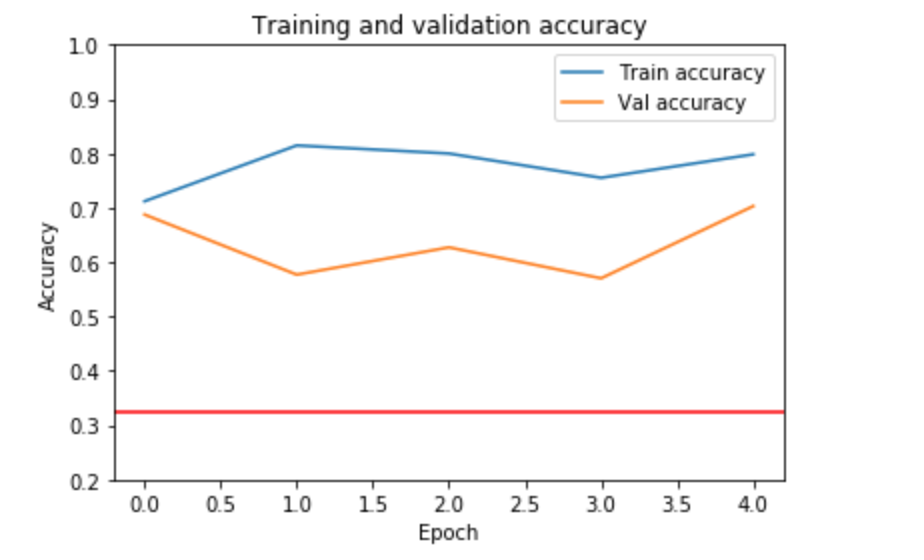 Training and validation accuracy
Train accuracy
Val accuracy
1.0
0.9
0.8
0.7
0.6
0.5
0.4
0.3
0.2
Accuracy
0.0 0.5 1.0 1.5 2.0 2.5 3.0 3.5 4.0
Epoch